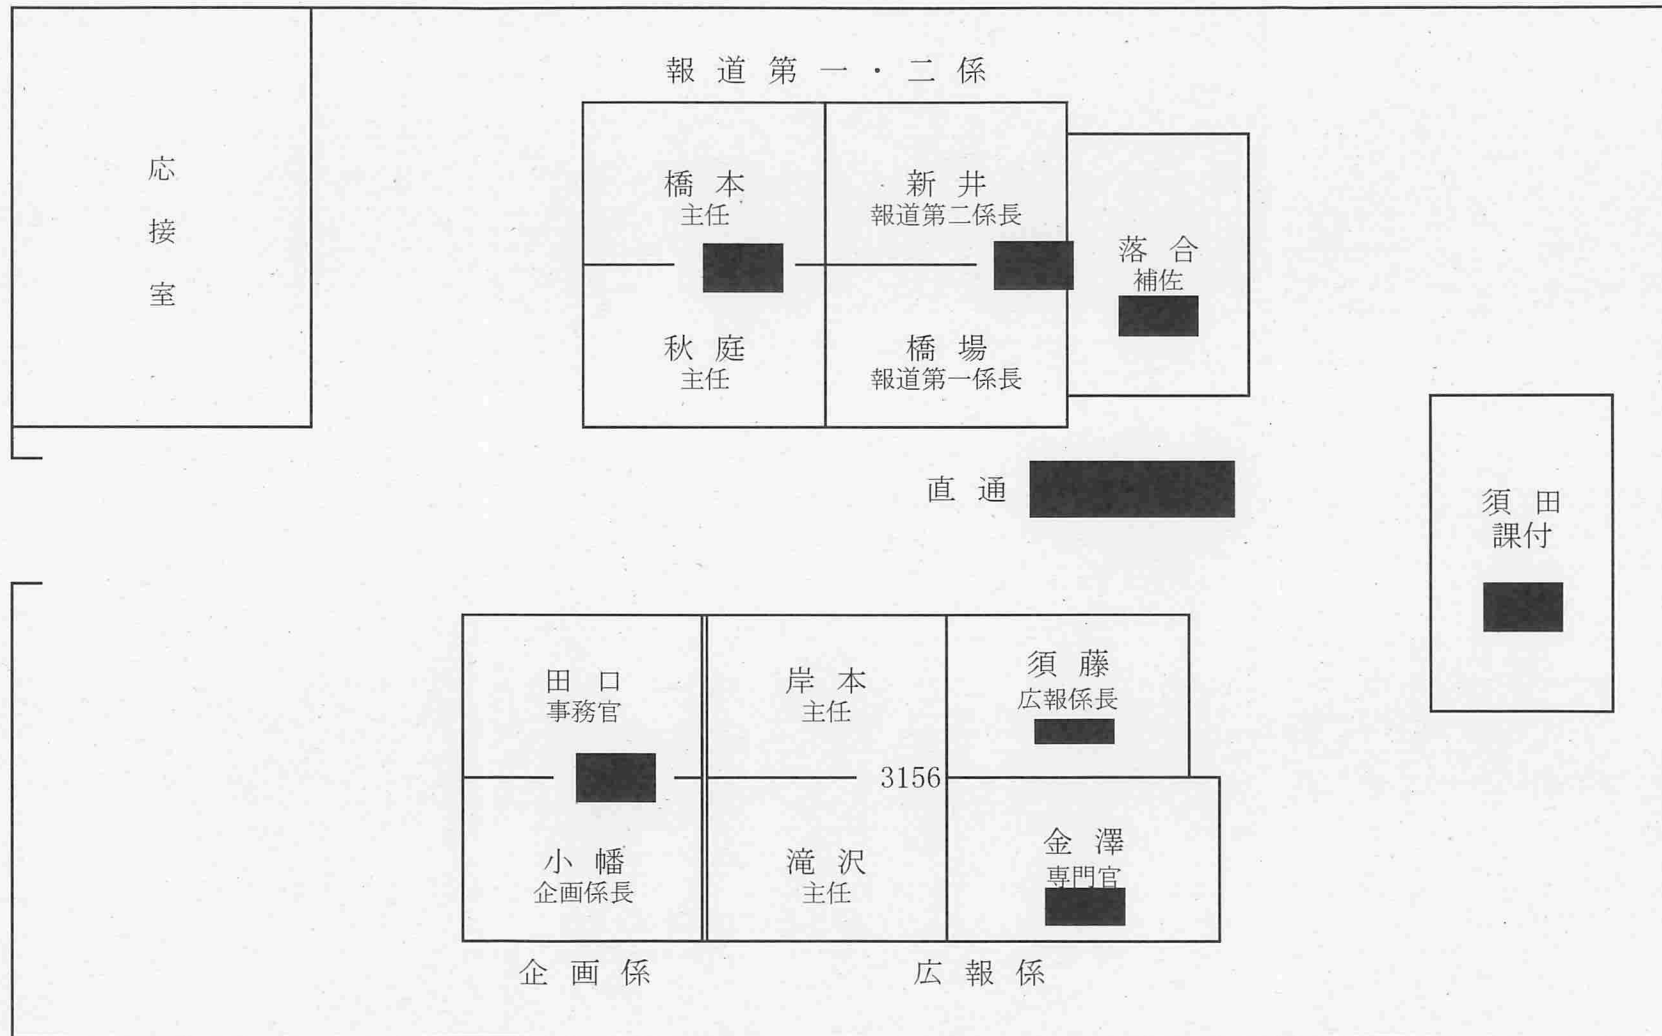 報道第一・二係
応接室
橋本
主任
新井
報道第二係長
落合
補佐
秋庭
主任
橋場
報道第一係長
直通
須田
課付
田口
事務官
岸本
主任
須藤
広報係長
3156
小幡
企画係長
滝沢
主任
金澤
専門官
企画係
広報係